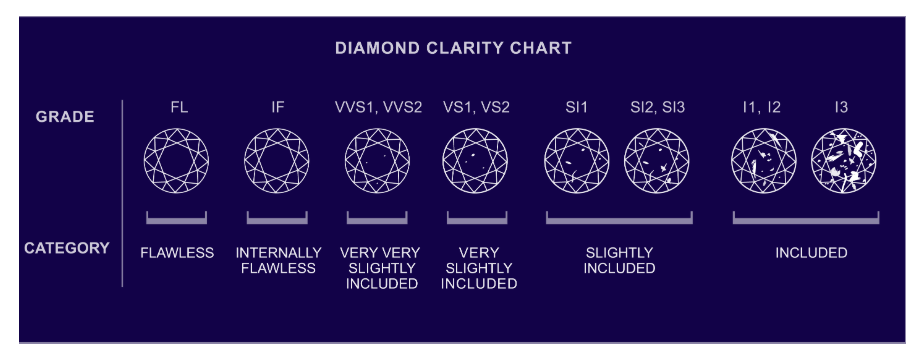 DIAMOND CLARITY CHART
GRADE
FL
IF
VVS1, VVS2
VS1, VS2
SI1
SI2, SI3
I1, I2
I3
CATEGORY
FLAWLESS
INTERNALLY
FLAWLESS
VERY VERY
SLIGHTLY
INCLUDED
VERY
SLIGHTLY
INCLUDED
SLIGHTLY
INCLUDED
INCLUDED